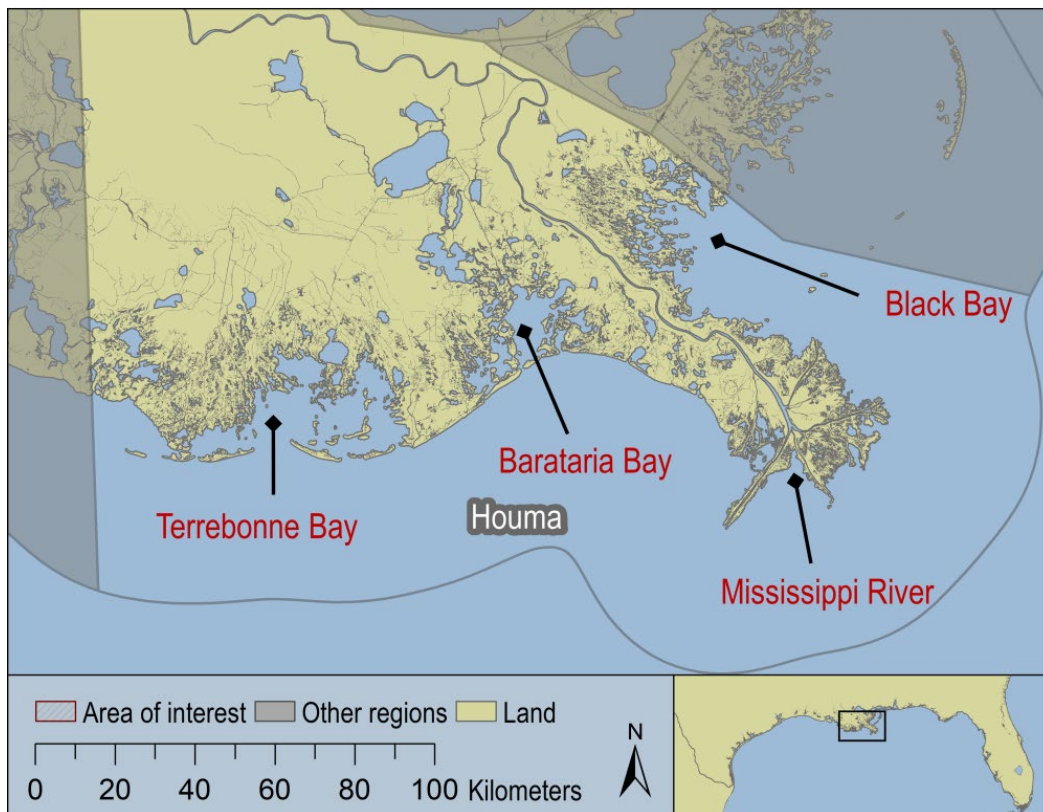 Black Bay
Barataria Bay
Terrebonne Bay
Houma
Mississippi River
Area of interest
Other regions
Land
0 20 40 60 80 100 Kilometers
N